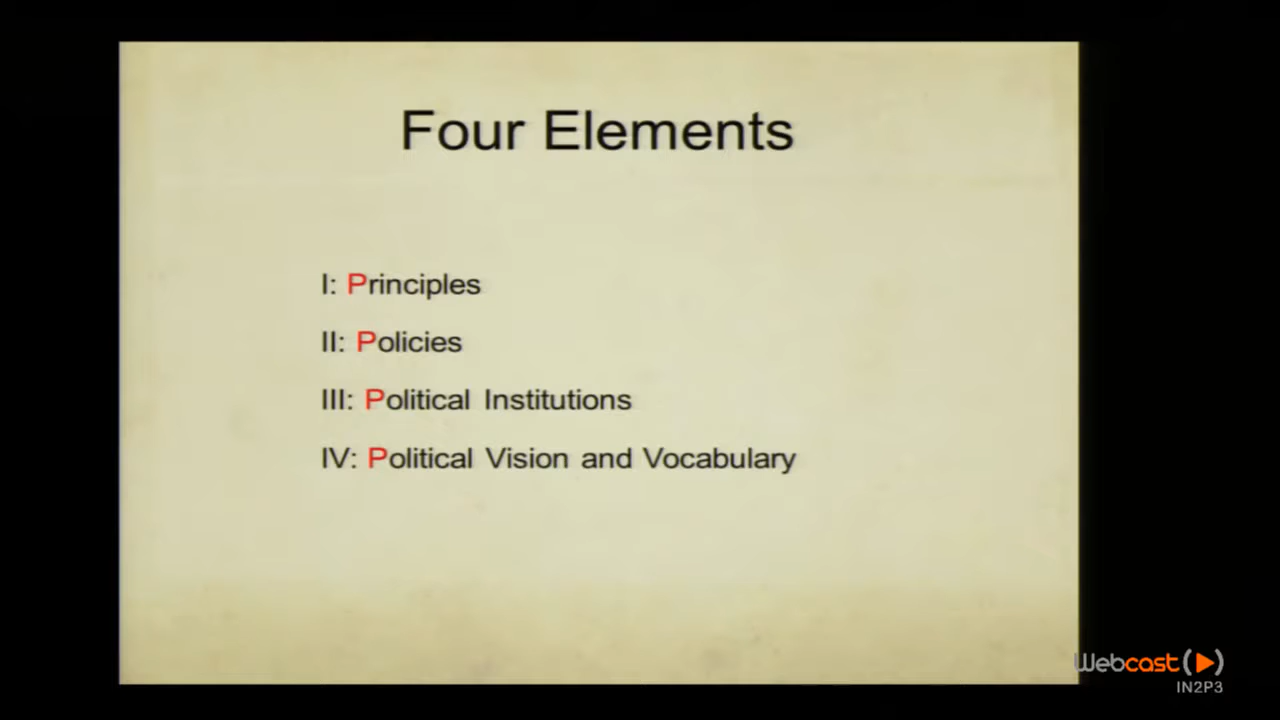 Four Elements
I: Principles
II: Policies
III: Political Institutions
IV: Political Vision and Vocabulary
Webcast
IN2P3